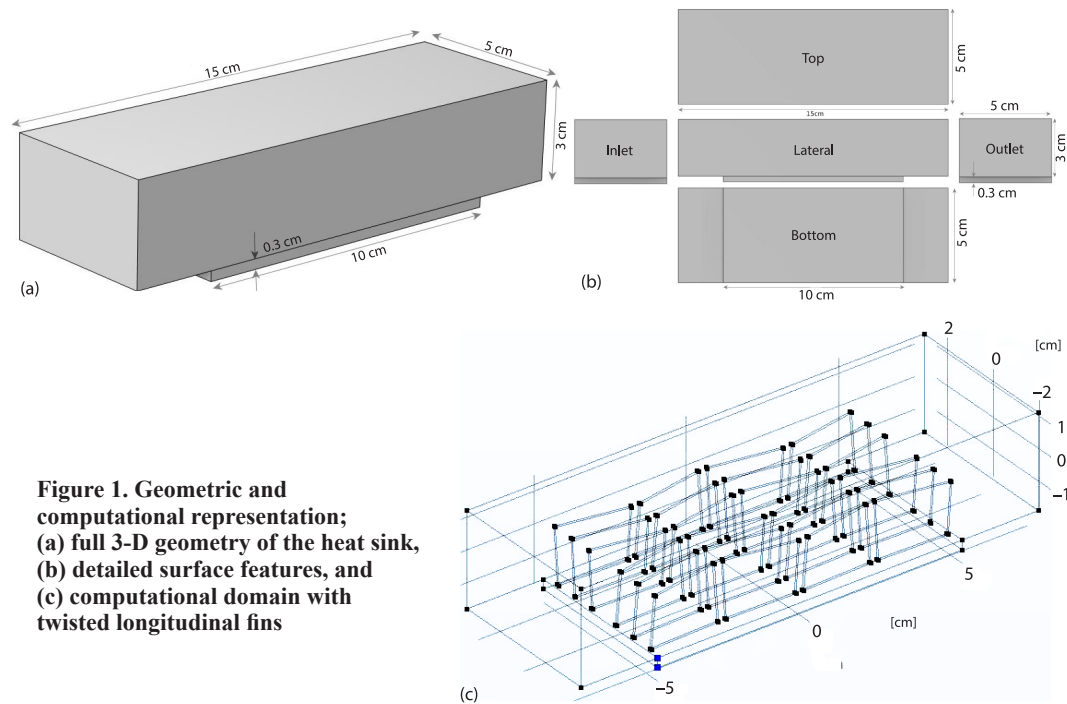 15 cm
5 cm
3 cm
0.3 cm
10 cm
(a)
Top
5 cm
15cm
Inlet
Lateral
5 cm
Outlet
3 cm
0.3 cm
Bottom
5 cm
10 cm
(b)
2
[cm]
0
−2
1
0
−1
5
0
[cm]
−5
(c)
Figure 1. Geometric and
computational representation;
(a) full 3-D geometry of the heat sink,
(b) detailed surface features, and
(c) computational domain with
twisted longitudinal fins